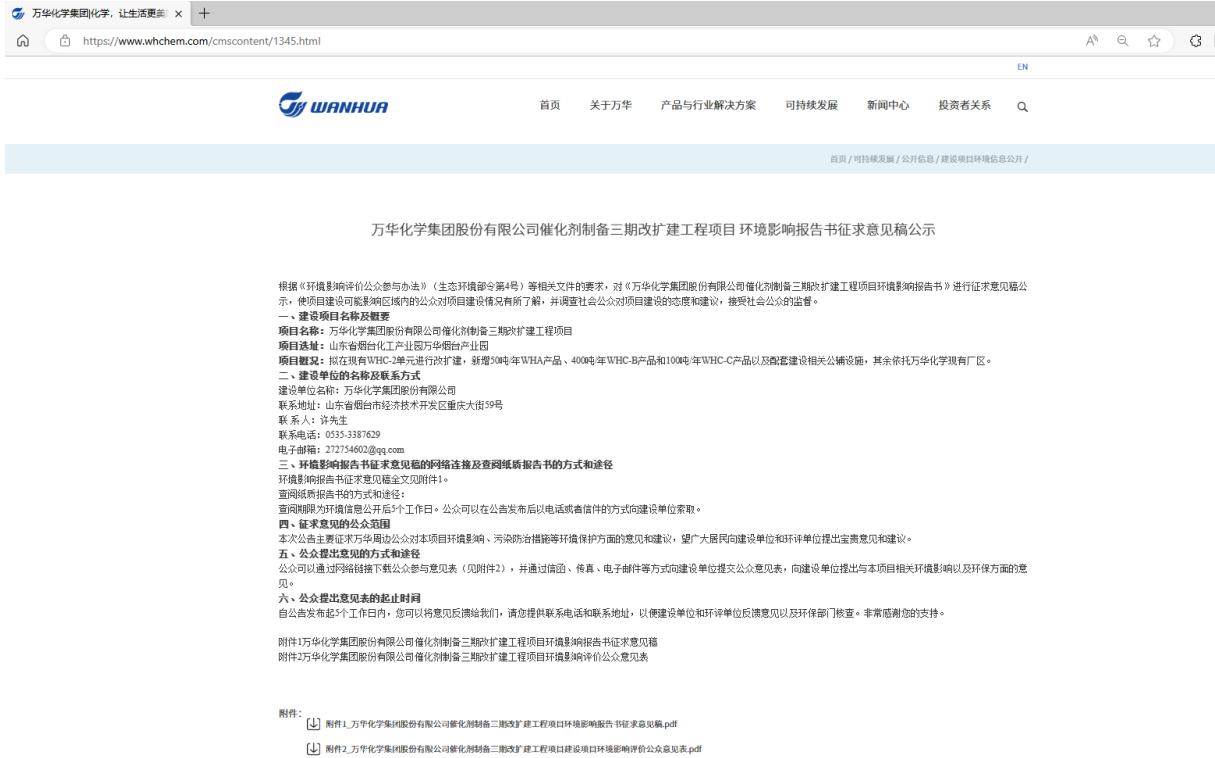 万华化学集团|化学，让生活更美
https://www.whchem.com/cmscontent/1345.html
EN
WANHUA
首页 关于万华 产品与行业解决方案 可持续发展 新闻中心 投资者关系
首页 / 可持续发展 / 公开信息 / 建设项目环境信息公开 /
万华化学集团股份有限公司催化剂制备三期改扩建工程项目 环境影响报告书征求意见稿公示
根据《环境影响评价公众参与办法》（生态环境部令第4号）等相关文件的要求，对《万华化学集团股份有限公司催化剂制备三期改扩建工程项目环境影响报告书》进行征求意见稿公
示，使项目建设可能影响区域内的公众对项目建设情况有所了解，并调查社会公众对项目建设的态度和建议，接受社会公众的监督。
一、建设项目名称及概要
项目名称：万华化学集团股份有限公司催化剂制备三期改扩建工程项目
项目选址：山东省烟台化工产业园万华烟台产业园
项目概况：拟在现有WHC-2单元进行改扩建，新增50吨/年WHA产品、400吨/年WHC-B产品和100吨/年WHC-C产品以及配套建设相关公辅设施，其余依托万华化学现有厂区。
二、建设单位的名称及联系方式
建设单位名称：万华化学集团股份有限公司
联系地址：山东省烟台市经济技术开发区重庆大街59号
联 系 人：许先生
联系电话：0535-3387629
电子邮箱：272754602@qq.com
三、环境影响报告书征求意见稿的网络连接及查阅纸质报告书的方式和途径
环境影响报告书征求意见稿全文见附件1。
查阅纸质报告书的方式和途径：
查阅期限为环境信息公开后5个工作日。公众可以在公告发布后以电话或者信件的方式向建设单位索取。
四、征求意见的公众范围
本次公告主要征求万华周边公众对本项目环境影响、污染防治措施等环境保护方面的意见和建议，望广大居民向建设单位和环评单位提出宝贵意见和建议。
五、公众提出意见的方式和途径
公众可以通过网络链接下载公众参与意见表（见附件2），并通过信函、传真、电子邮件等方式向建设单位提交公众意见表，向建设单位提出与本项目相关环境影响以及环保方面的意
见。
六、公众提出意见表的起止时间
自公告发布起5个工作日内，您可以将意见反馈给我们，请您提供联系电话和联系地址，以便建设单位和环评单位反馈意见以及环保部门核查。非常感谢您的支持。
附件1万华化学集团股份有限公司催化剂制备三期改扩建工程项目环境影响报告书征求意见稿
附件2万华化学集团股份有限公司催化剂制备三期改扩建工程项目环境影响评价公众意见表
附件：
附件1_万华化学集团股份有限公司催化剂制备三期改扩建工程项目环境影响报告书征求意见稿.pdf
附件2_万华化学集团股份有限公司催化剂制备三期改扩建工程项目建设项目环境影响评价公众意见表.pdf